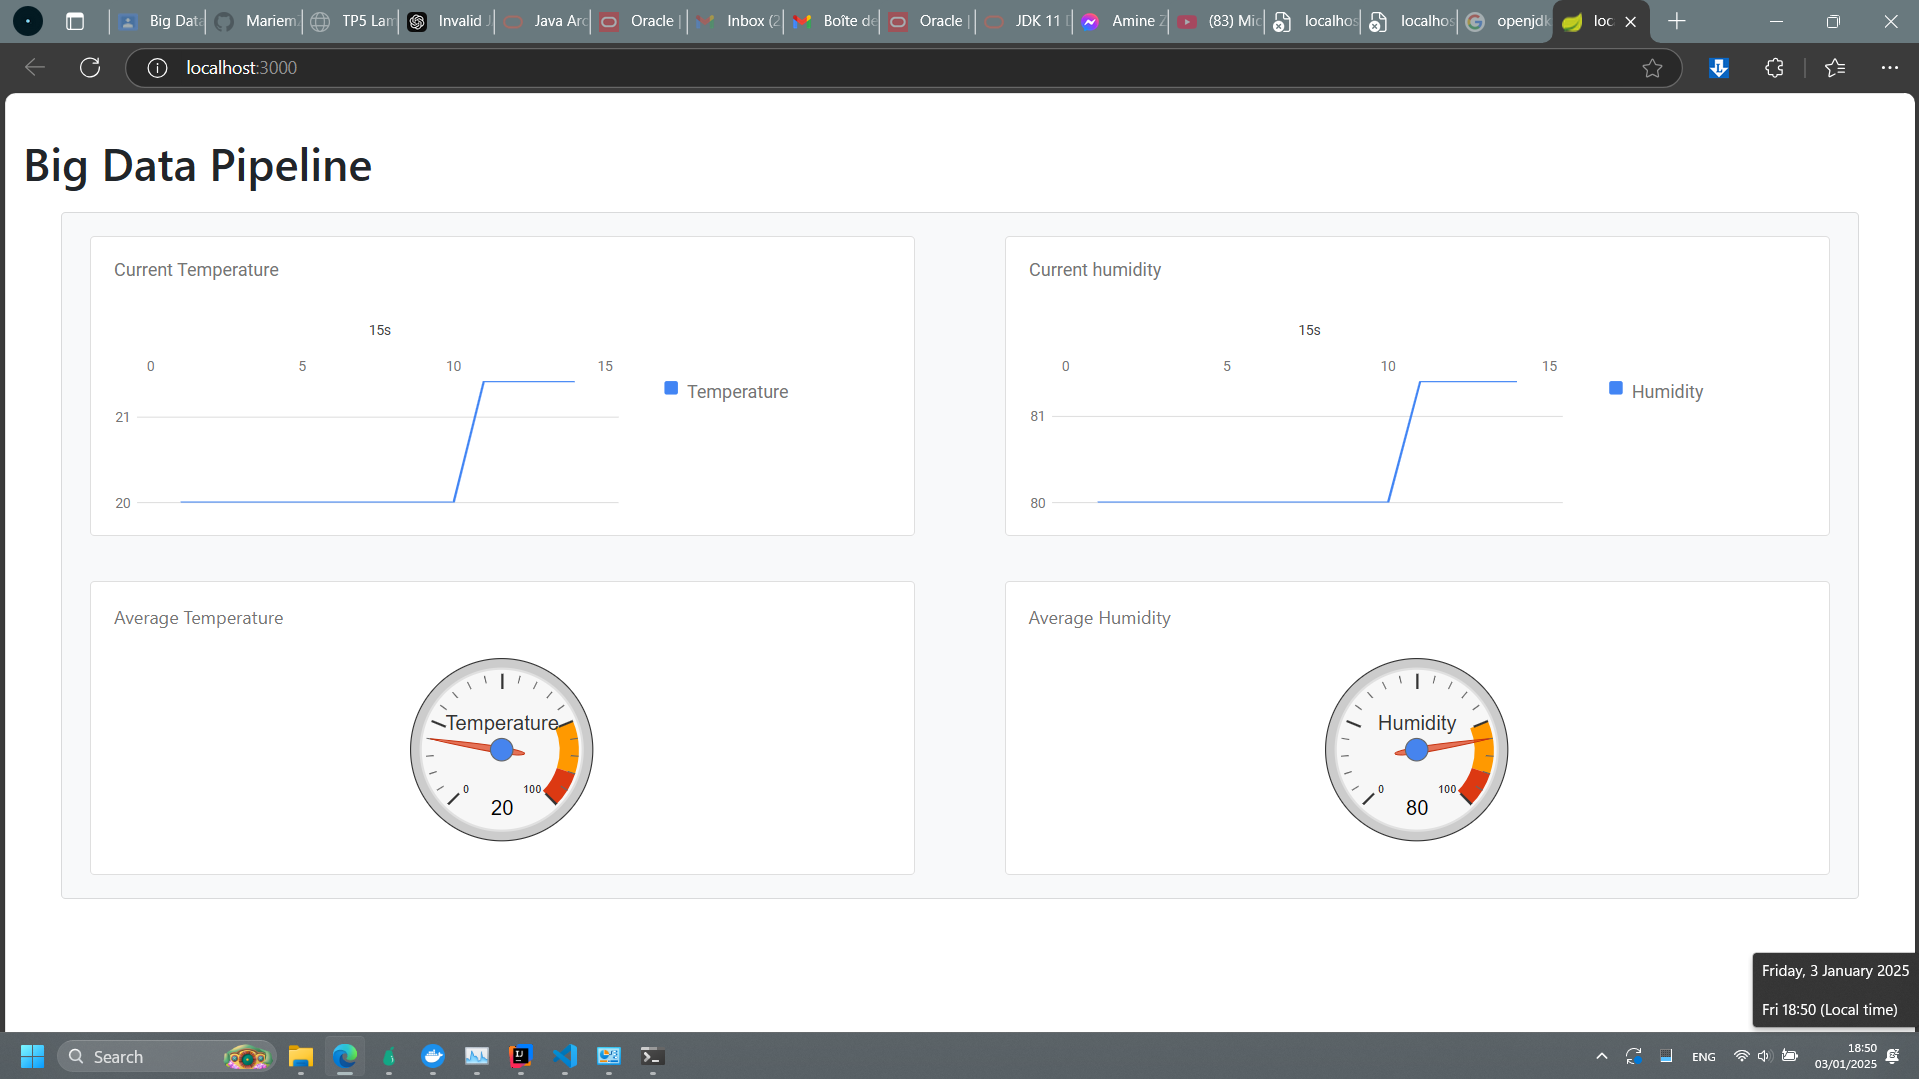 Big Data
Mariem
TP5 Lam
Invalid J
Java Arc
Oracle |
Inbox (2
Boîte de
Oracle |
JDK 11 D
Amine Z
(83) Mic
localhos
localhos
openjdk
loc
localhost:3000
Big Data Pipeline
Current Temperature
15s
0 5 10 15
21
20
Temperature
Current humidity
15s
0 5 10 15
81
80
Humidity
Average Temperature
Temperature
0 100
20
Average Humidity
Humidity
0 100
80
Friday, 3 January 2025
Fri 18:50 (Local time)
Search
ENG
18:50
03/01/2025